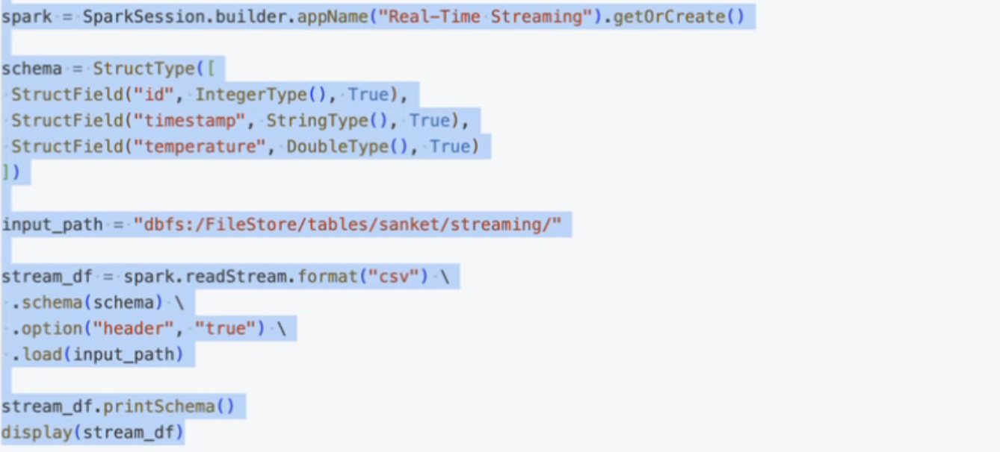 spark = SparkSession.builder.appName("Real-Time Streaming").getOrCreate()
schema = StructType([
StructField("id", IntegerType(), True),
StructField("timestamp", StringType(), True),
StructField("temperature", DoubleType(), True)
])
input_path = "dbfs:/FileStore/tables/sanket/streaming/"
stream_df = spark.readStream.format("csv") \
.schema(schema) \
.option("header", "true") \
.load(input_path)
stream_df.printSchema()
display(stream_df)